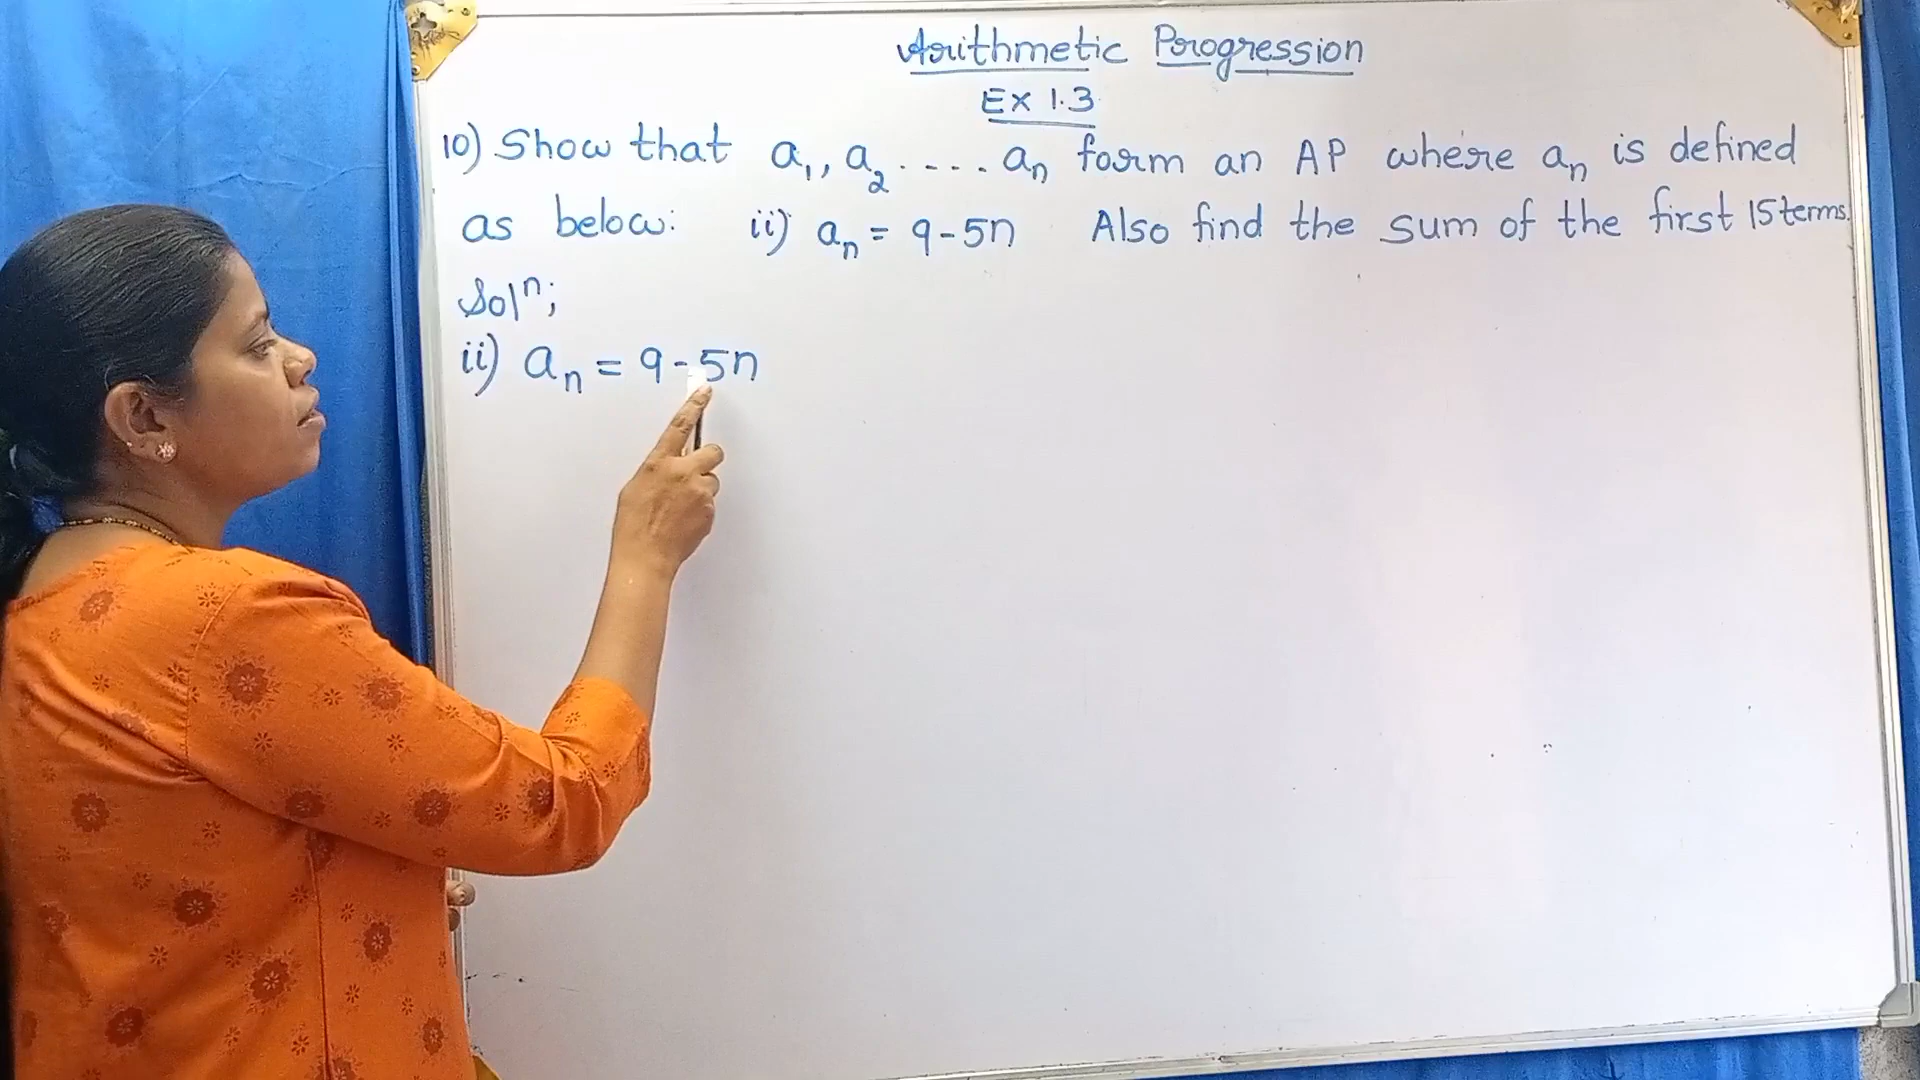 Arithmetic Progression
Ex 1.3
10) Show that a₁, a₂ ..... aₙ form an AP where aₙ is defined
as below: ii) aₙ = 9-5n Also find the sum of the first 15 terms.
Solⁿ;
ii) aₙ = 9-5n